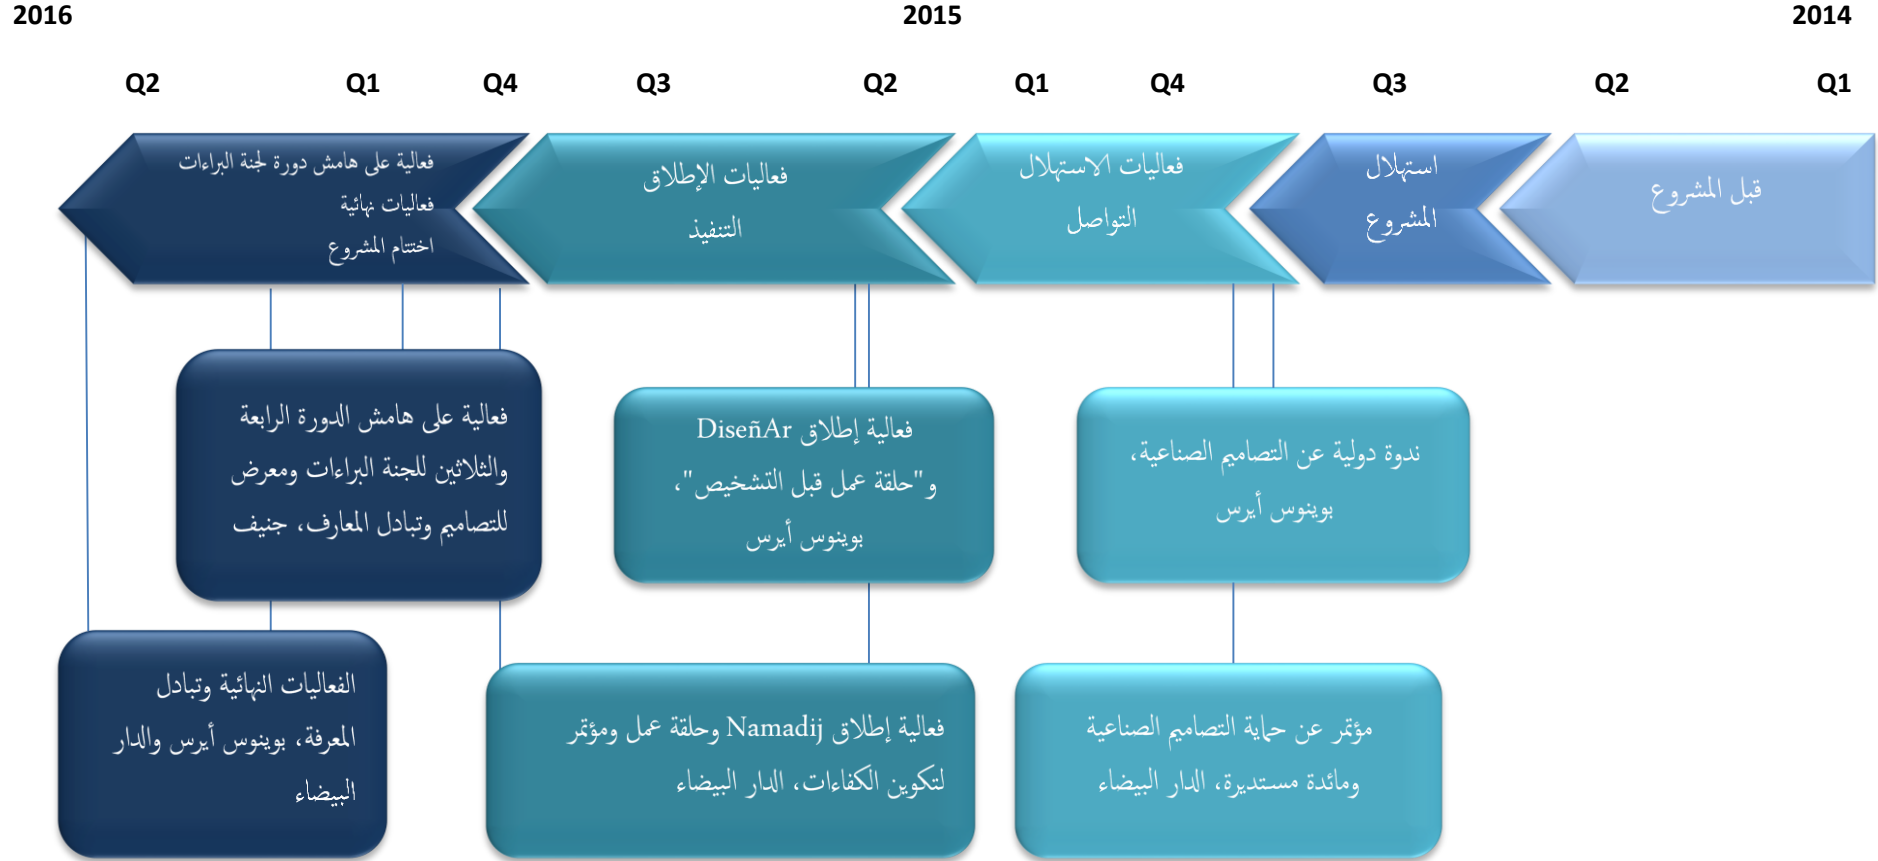 2014
2015
2016
Q1
Q2
Q3
Q4
Q1
Q2
Q3
Q4
Q1
Q2
قبل المشروع
استهلال
المشروع
فعاليات الاستهلال
التواصل
فعاليات الإطلاق
التنفيذ
فعالية على هامش دورة لجنة البراءات
فعاليات نهائية
اختتام المشروع
ندوة دولية عن التصاميم الصناعية،
بوينوس أيرس
فعالية إطلاق DiseñAr
و"حلقة عمل قبل التشخيص"،
بوينوس أيرس
فعالية على هامش الدورة الرابعة
والثلاثين للجنة البراءات ومعرض
للتصاميم وتبادل المعارف، جنيف
مؤتمر عن حماية التصاميم الصناعية
ومائدة مستديرة، الدار البيضاء
فعالية إطلاق Namadij وحلقة عمل ومؤتمر
لتكوين الكفاءات، الدار البيضاء
الفعاليات النهائية وتبادل
المعرفة، بوينوس أيرس والدار
البيضاء